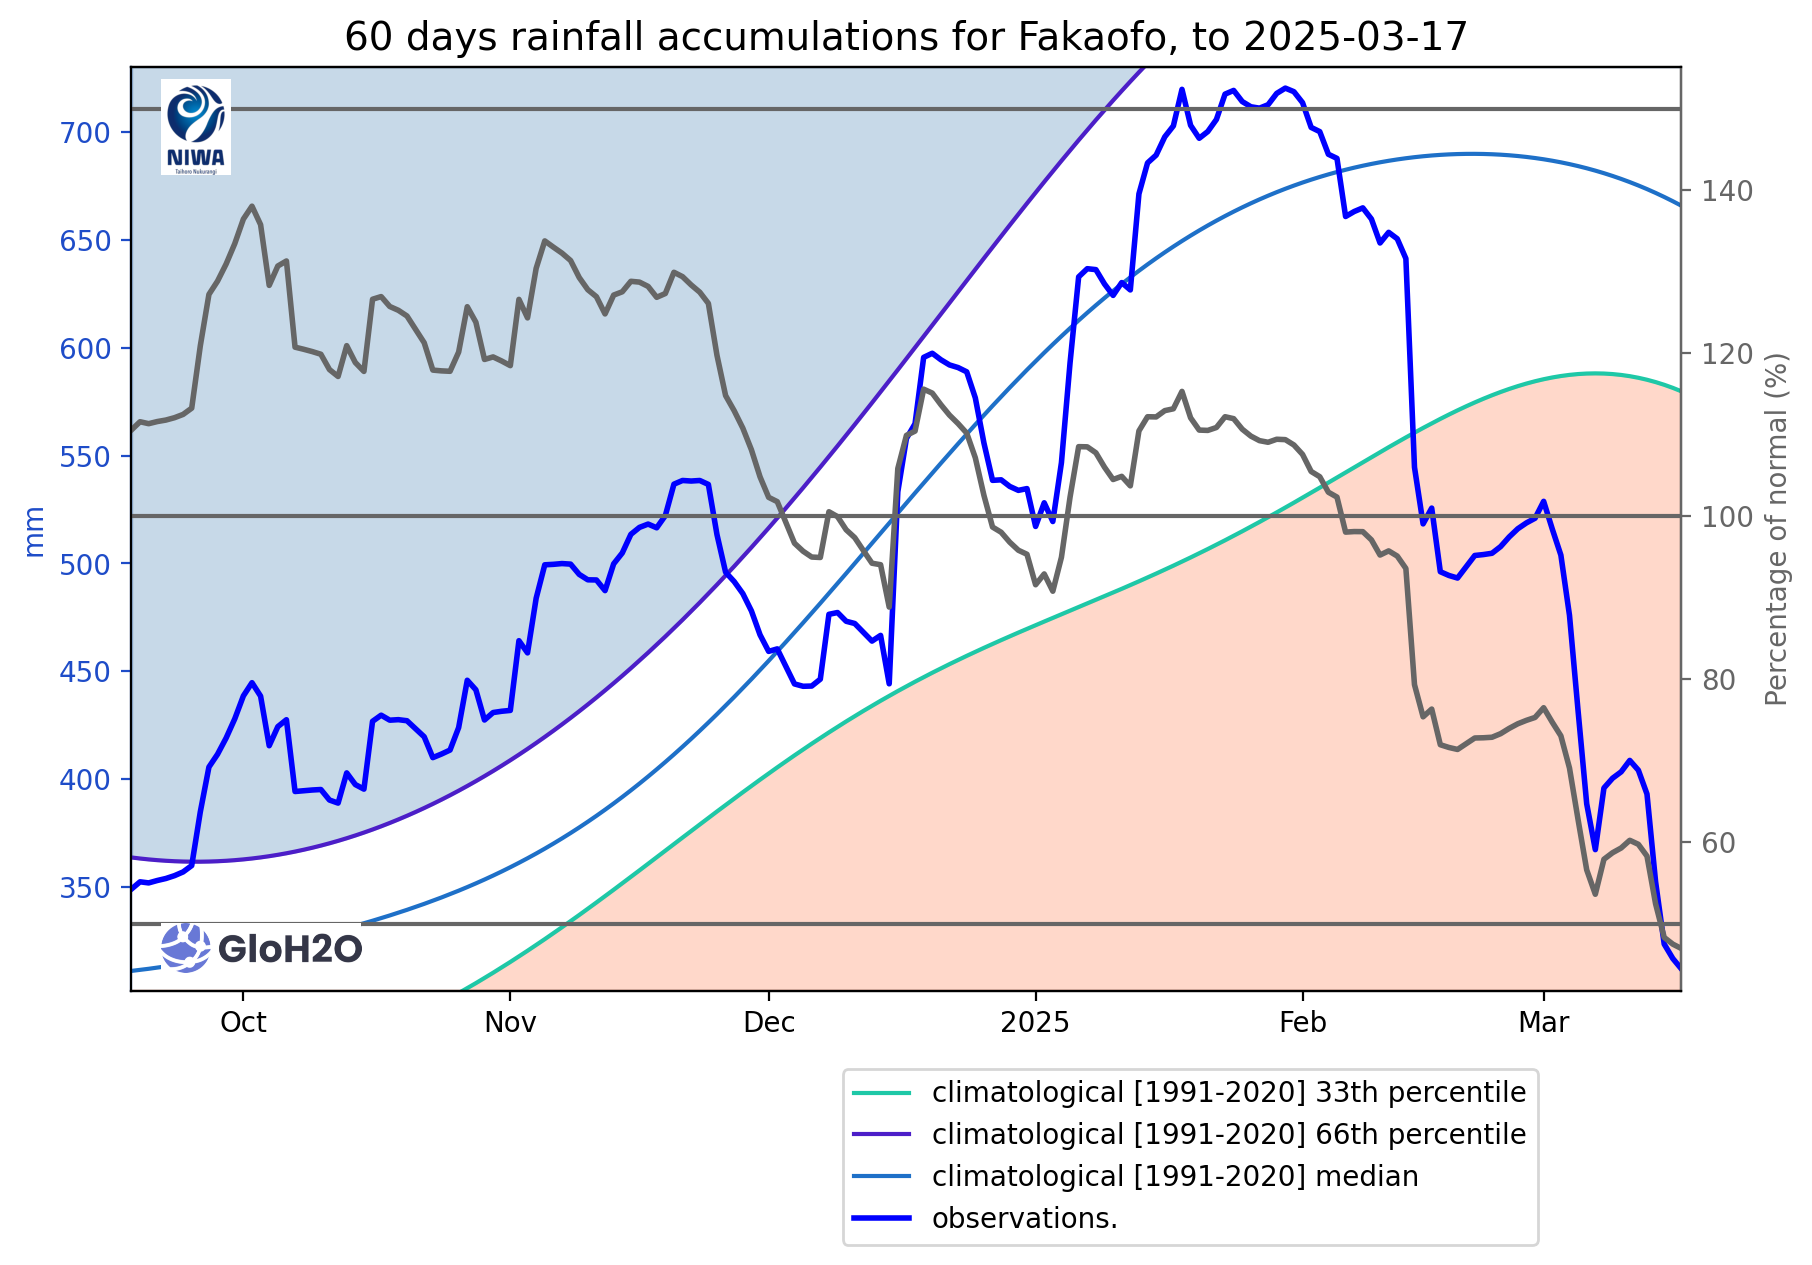 60 days rainfall accumulations for Fakaofo, to 2025-03-17
NIWA
Taihoro Nukurangi
700
650
600
550
500
450
400
350
mm
140
120
100
80
60
Percentage of normal (%)
GloH2O
Oct
Nov
Dec
2025
Feb
Mar
climatological [1991-2020] 33th percentile
climatological [1991-2020] 66th percentile
climatological [1991-2020] median
observations.